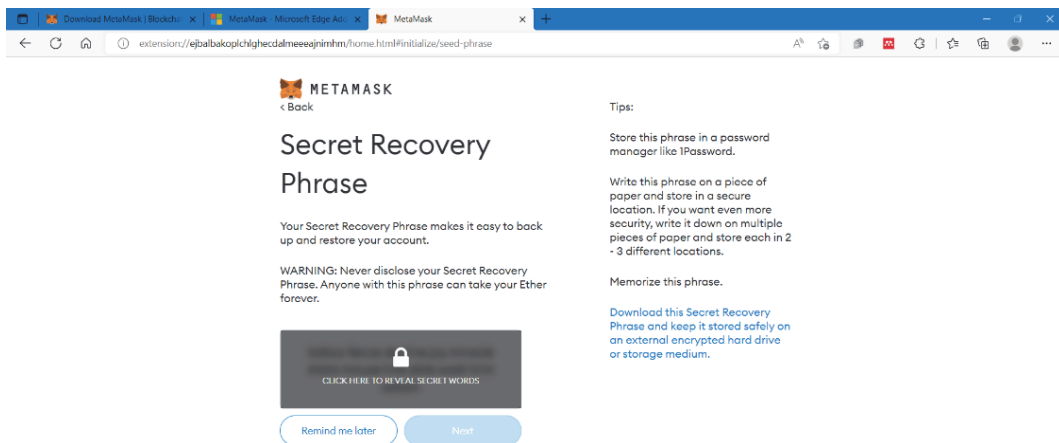 Download MetaMask | Blockcha
MetaMask - Microsoft Edge Add
MetaMask
extension://ejbalbakoplchlghecdalmeeeajnimhm/home.html#initialize/seed-phrase
METAMASK
< Back
Secret Recovery
Phrase
Your Secret Recovery Phrase makes it easy to back
up and restore your account.
WARNING: Never disclose your Secret Recovery
Phrase. Anyone with this phrase can take your Ether
forever.
CLICK HERE TO REVEAL SECRET WORDS
Remind me later
Next
Tips:
Store this phrase in a password
manager like 1Password.
Write this phrase on a piece of
paper and store in a secure
location. If you want even more
security, write it down on multiple
pieces of paper and store each in 2
- 3 different locations.
Memorize this phrase.
Download this Secret Recovery
Phrase and keep it stored safely on
an external encrypted hard drive
or storage medium.